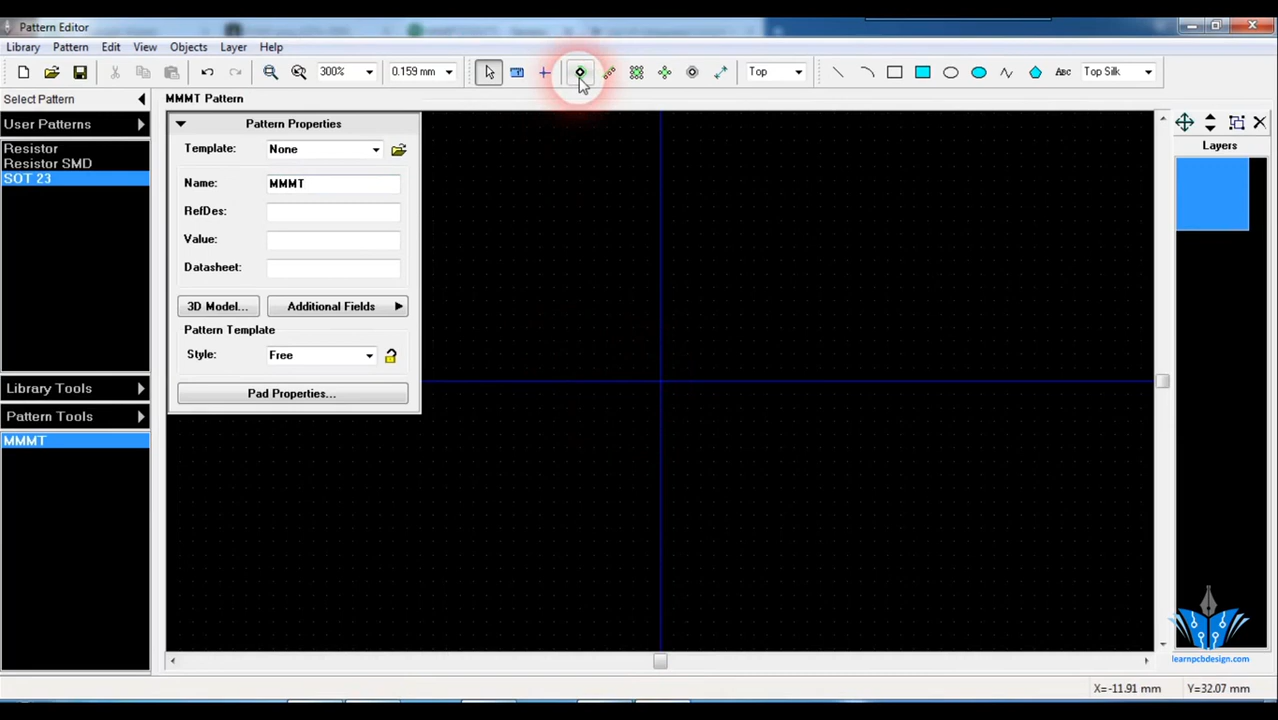 Pattern Editor
Library Pattern Edit View Objects Layer Help
300% 0.159 mm Top ABC Top Silk
Select Pattern
MMMT Pattern
User Patterns
Resistor
Resistor SMD
SOT 23
Library Tools
Pattern Tools
MMMT
Pattern Properties
Template: None
Name: MMMT
RefDes:
Value:
Datasheet:
3D Model... Additional Fields
Pattern Template
Style: Free
Pad Properties...
Layers
learnpcbdesign.com
X=-11.91 mm Y=32.07 mm